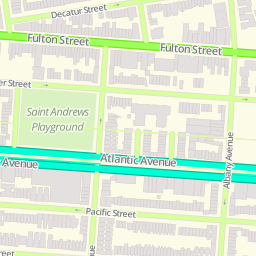 Decatur Street
Fulton Street
Fulton Street
er Street
Saint Andrews
Playground
Atlantic Avenue
Avenue
Albany Avenue
Pacific Street